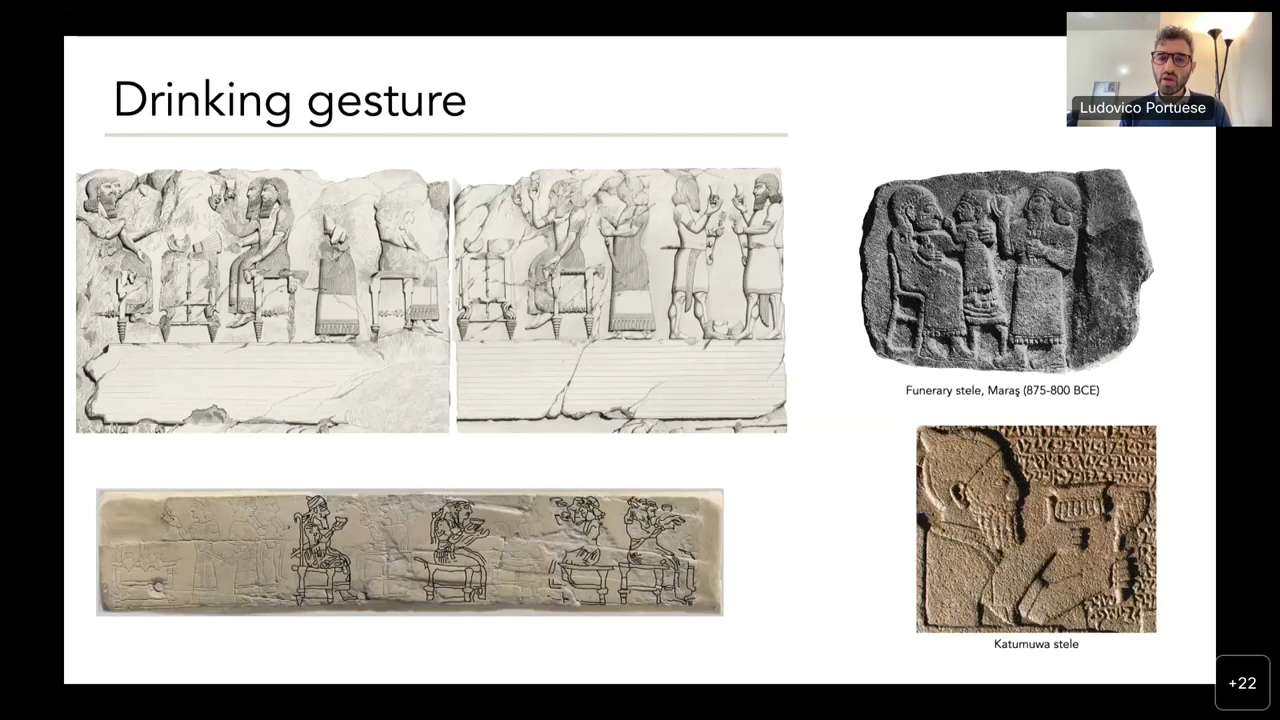 Drinking gesture
Ludovico Portuese
Funerary stele, Maraş (875-800 BCE)
Katumuwa stele
+22